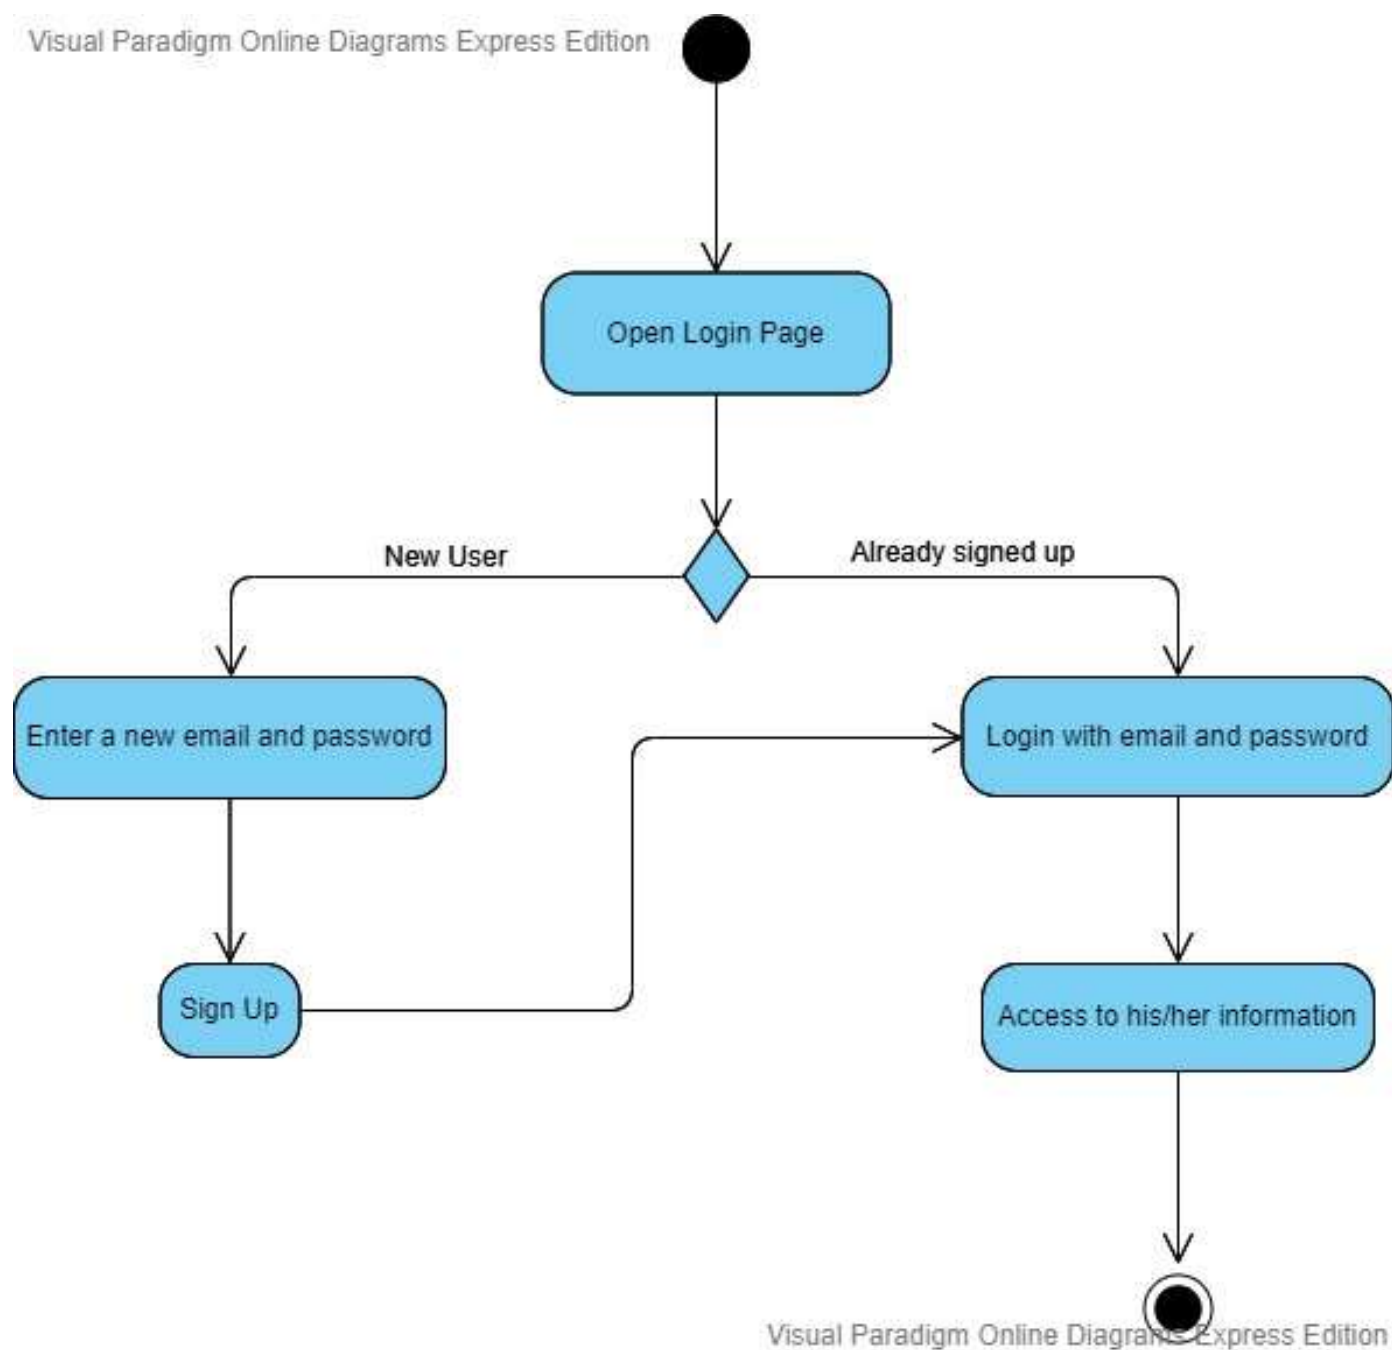 Visual Paradigm Online Diagrams Express Edition
Open Login Page
New User
Already signed up
Enter a new email and password
Login with email and password
Sign Up
Access to his/her information
Visual Paradigm Online Diagrams Express Edition